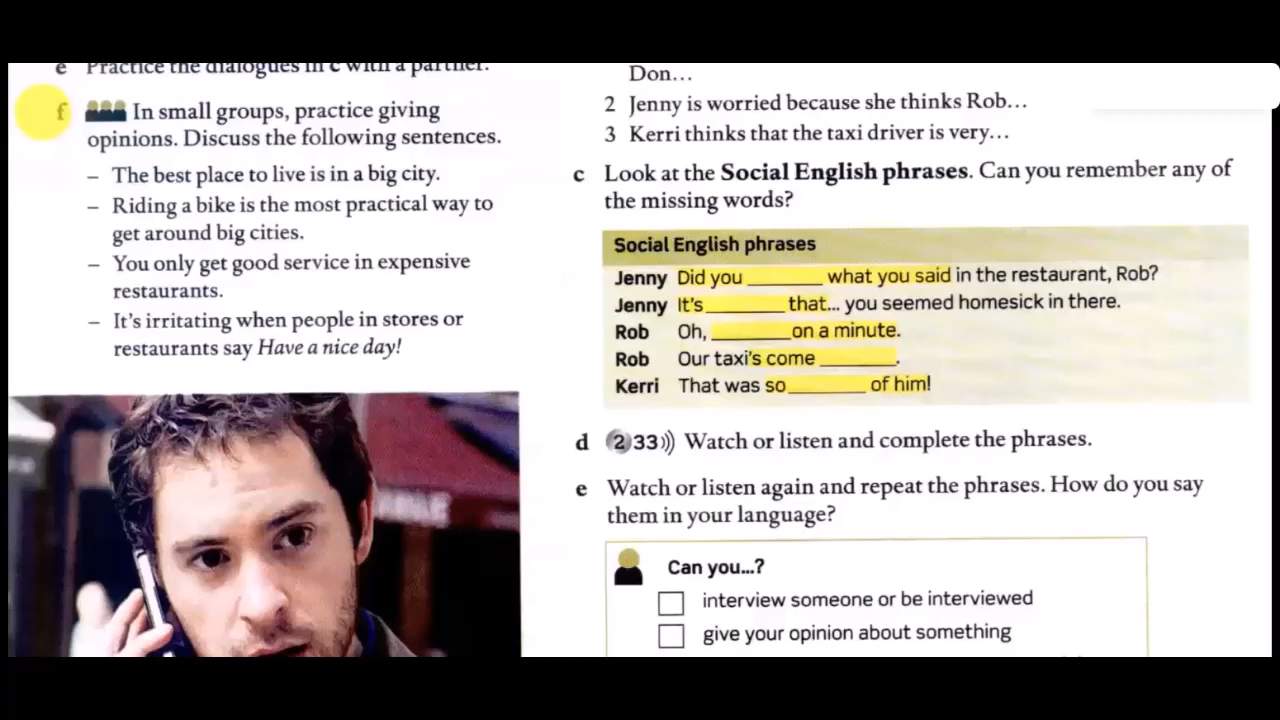 e Practice the dialogues in c with a partner.
f In small groups, practice giving
opinions. Discuss the following sentences.
– The best place to live is in a big city.
– Riding a bike is the most practical way to
get around big cities.
– You only get good service in expensive
restaurants.
– It's irritating when people in stores or
restaurants say Have a nice day!
Don...
2 Jenny is worried because she thinks Rob...
3 Kerri thinks that the taxi driver is very...
c Look at the Social English phrases. Can you remember any of
the missing words?
Social English phrases
Jenny Did you ________ what you said in the restaurant, Rob?
Jenny It's ________ that... you seemed homesick in there.
Rob Oh, ________ on a minute.
Rob Our taxi's come ________.
Kerri That was so ________ of him!
d 2 33)) Watch or listen and complete the phrases.
e Watch or listen again and repeat the phrases. How do you say
them in your language?
Can you...?
interview someone or be interviewed
give your opinion about something